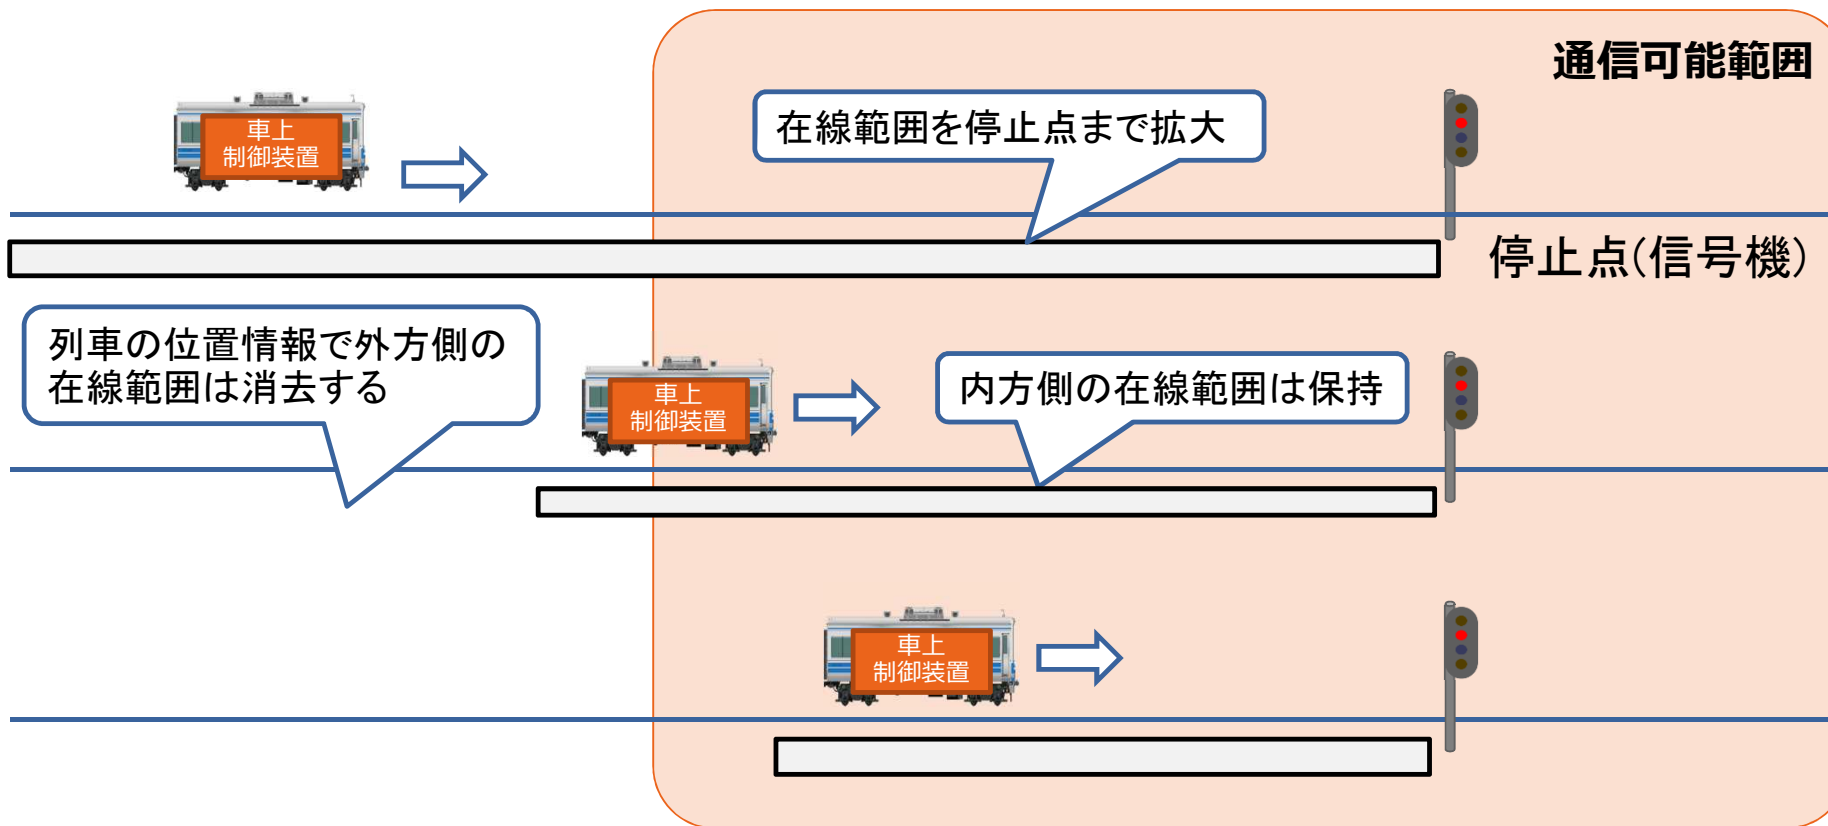 通信可能範囲
車上
制御装置
在線範囲を停止点まで拡大
停止点(信号機)
列車の位置情報で外方側の
在線範囲は消去する
車上
制御装置
内方側の在線範囲は保持
車上
制御装置